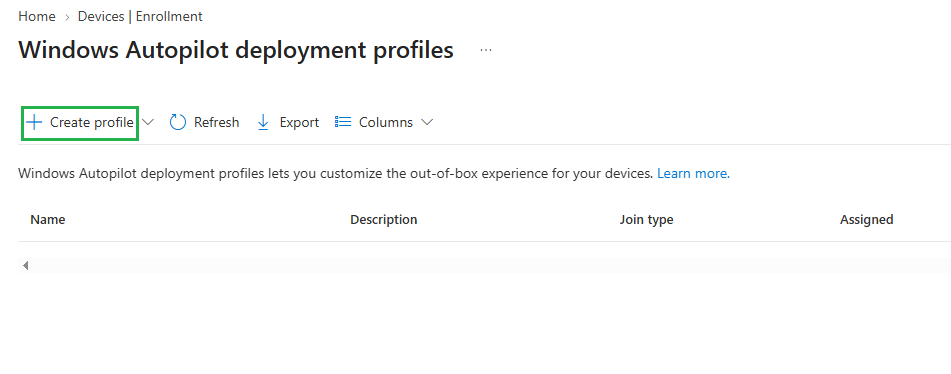 Home > Devices | Enrollment
Windows Autopilot deployment profiles ...
Create profile Refresh Export Columns
Windows Autopilot deployment profiles lets you customize the out-of-box experience for your devices. Learn more.
Name Description Join type Assigned